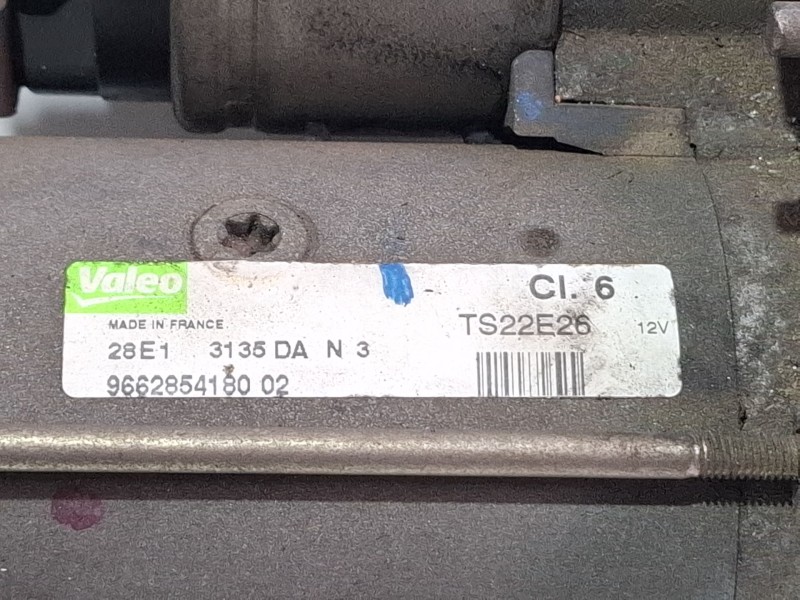 Valeo
Cl. 6
MADE IN FRANCE
TS22E26 12V
28E1 3135 DA N 3
9662854180 02